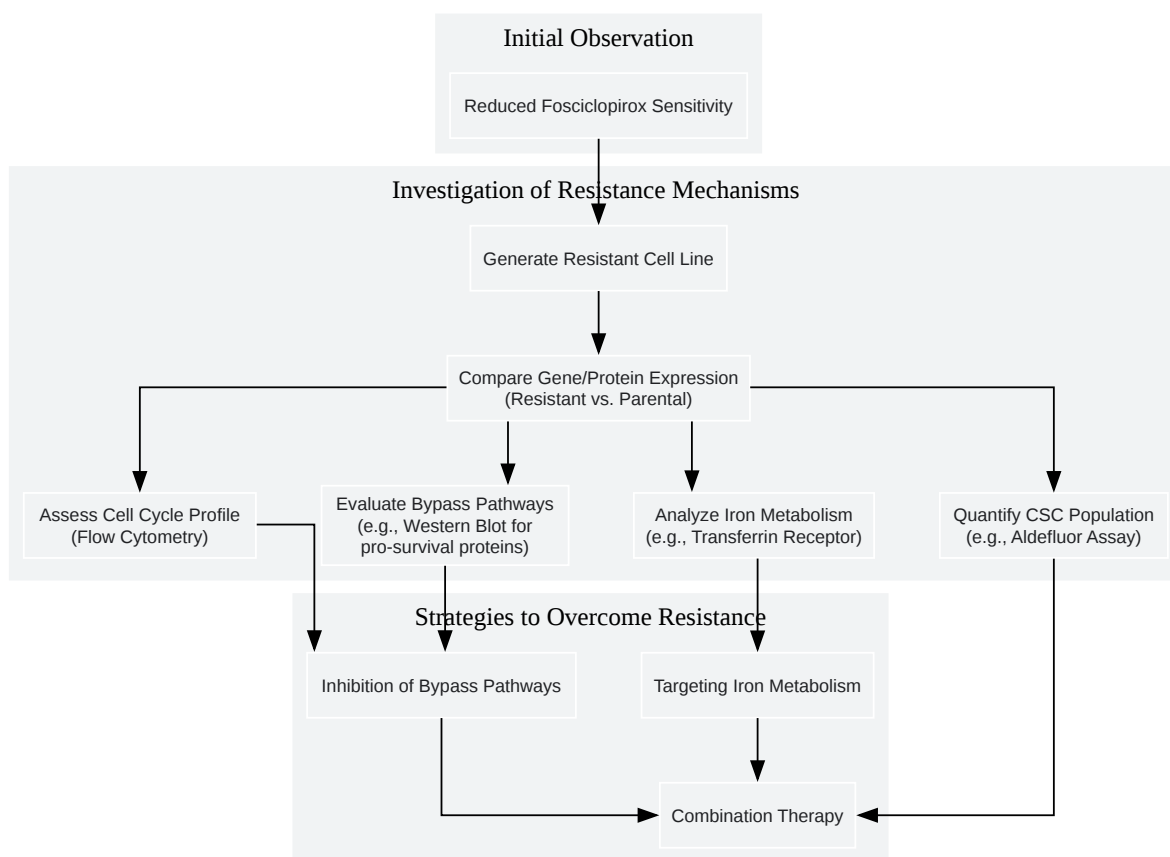 Initial Observation
Reduced Fosciclopirox Sensitivity
Investigation of Resistance Mechanisms
Generate Resistant Cell Line
Compare Gene/Protein Expression
(Resistant vs. Parental)
Assess Cell Cycle Profile
(Flow Cytometry)
Evaluate Bypass Pathways
(e.g., Western Blot for
pro-survival proteins)
Analyze Iron Metabolism
(e.g., Transferrin Receptor)
Quantify CSC Population
(e.g., Aldefluor Assay)
Strategies to Overcome Resistance
Inhibition of Bypass Pathways
Targeting Iron Metabolism
Combination Therapy